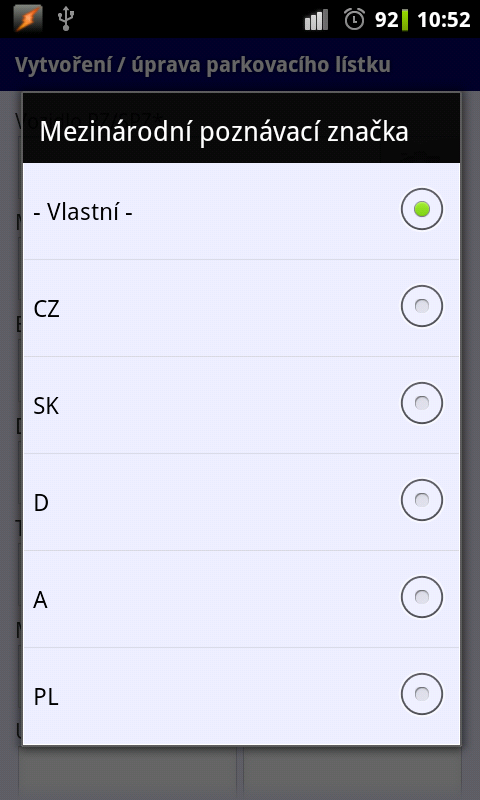 92 10:52
Vytvoření / úprava parkovacího lístku
Mezinárodní poznávací značka
- Vlastní -
CZ
SK
D
A
PL